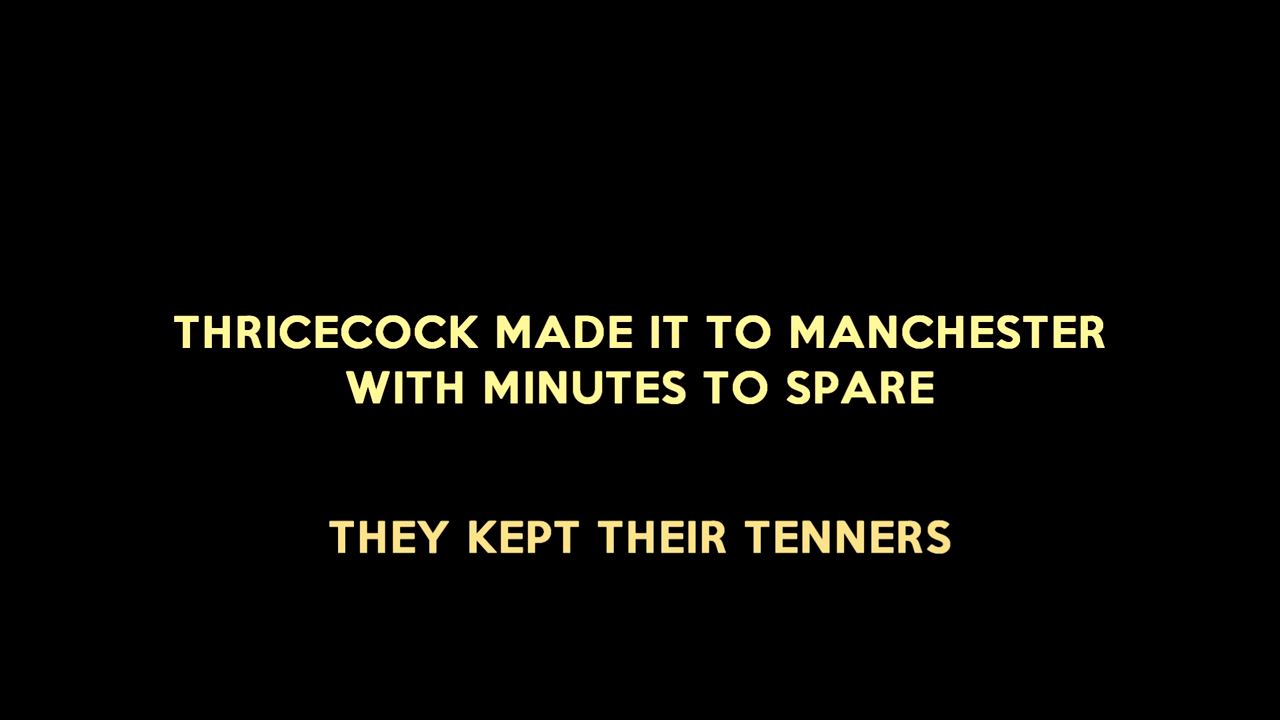 THRICECOCK MADE IT TO MANCHESTER
WITH MINUTES TO SPARE
THEY KEPT THEIR TENNERS